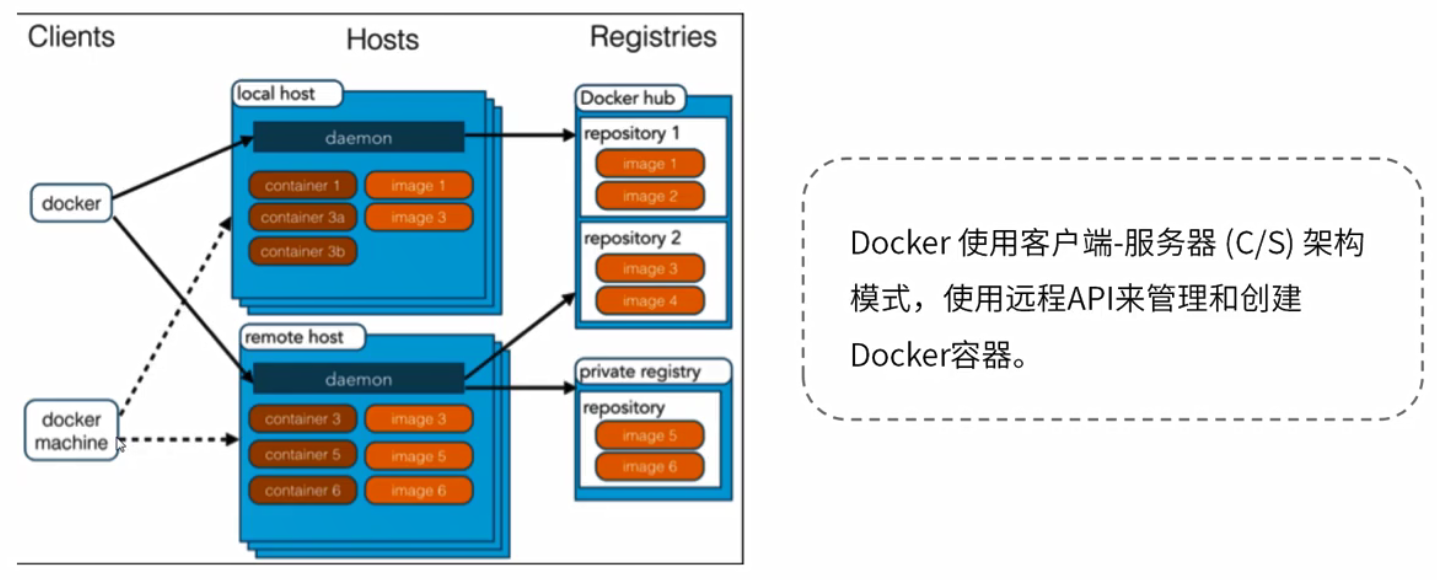 Clients
Hosts
Registries
docker
docker
machine
local host
daemon
container 1
image 1
container 3a
image 3
container 3b
remote host
daemon
container 3
image 3
container 5
image 5
container 6
image 6
Docker hub
repository 1
image 1
image 2
repository 2
image 3
image 4
private registry
repository
image 5
image 6
Docker 使用客户端-服务器 (C/S) 架构
模式，使用远程API来管理和创建
Docker容器。